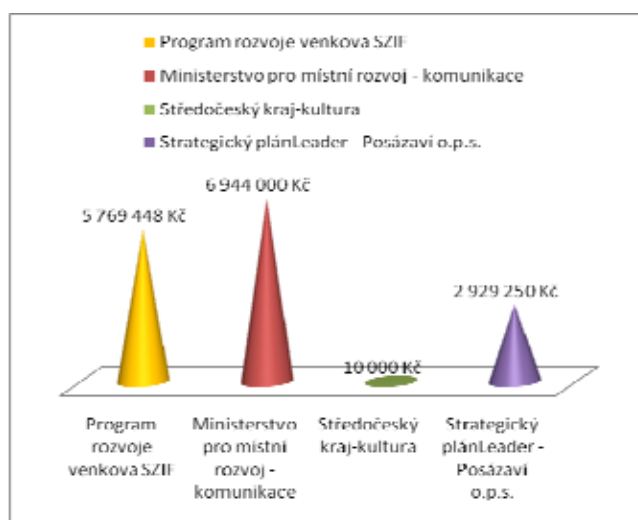 Program rozvoje venkova SZIF
Ministerstvo pro místní rozvoj - komunikace
Středočeský kraj-kultura
Strategický plánLeader - Posázaví o.p.s.
6 944 000 Kč
5 769 448 Kč
2 929 250 Kč
10 000 Kč
Program
rozvoje
venkova SZIF
Ministerstvo
pro místní
rozvoj -
komunikace
Středočeský
kraj-kultura
Strategický
plánLeader -
Posázaví
o.p.s.